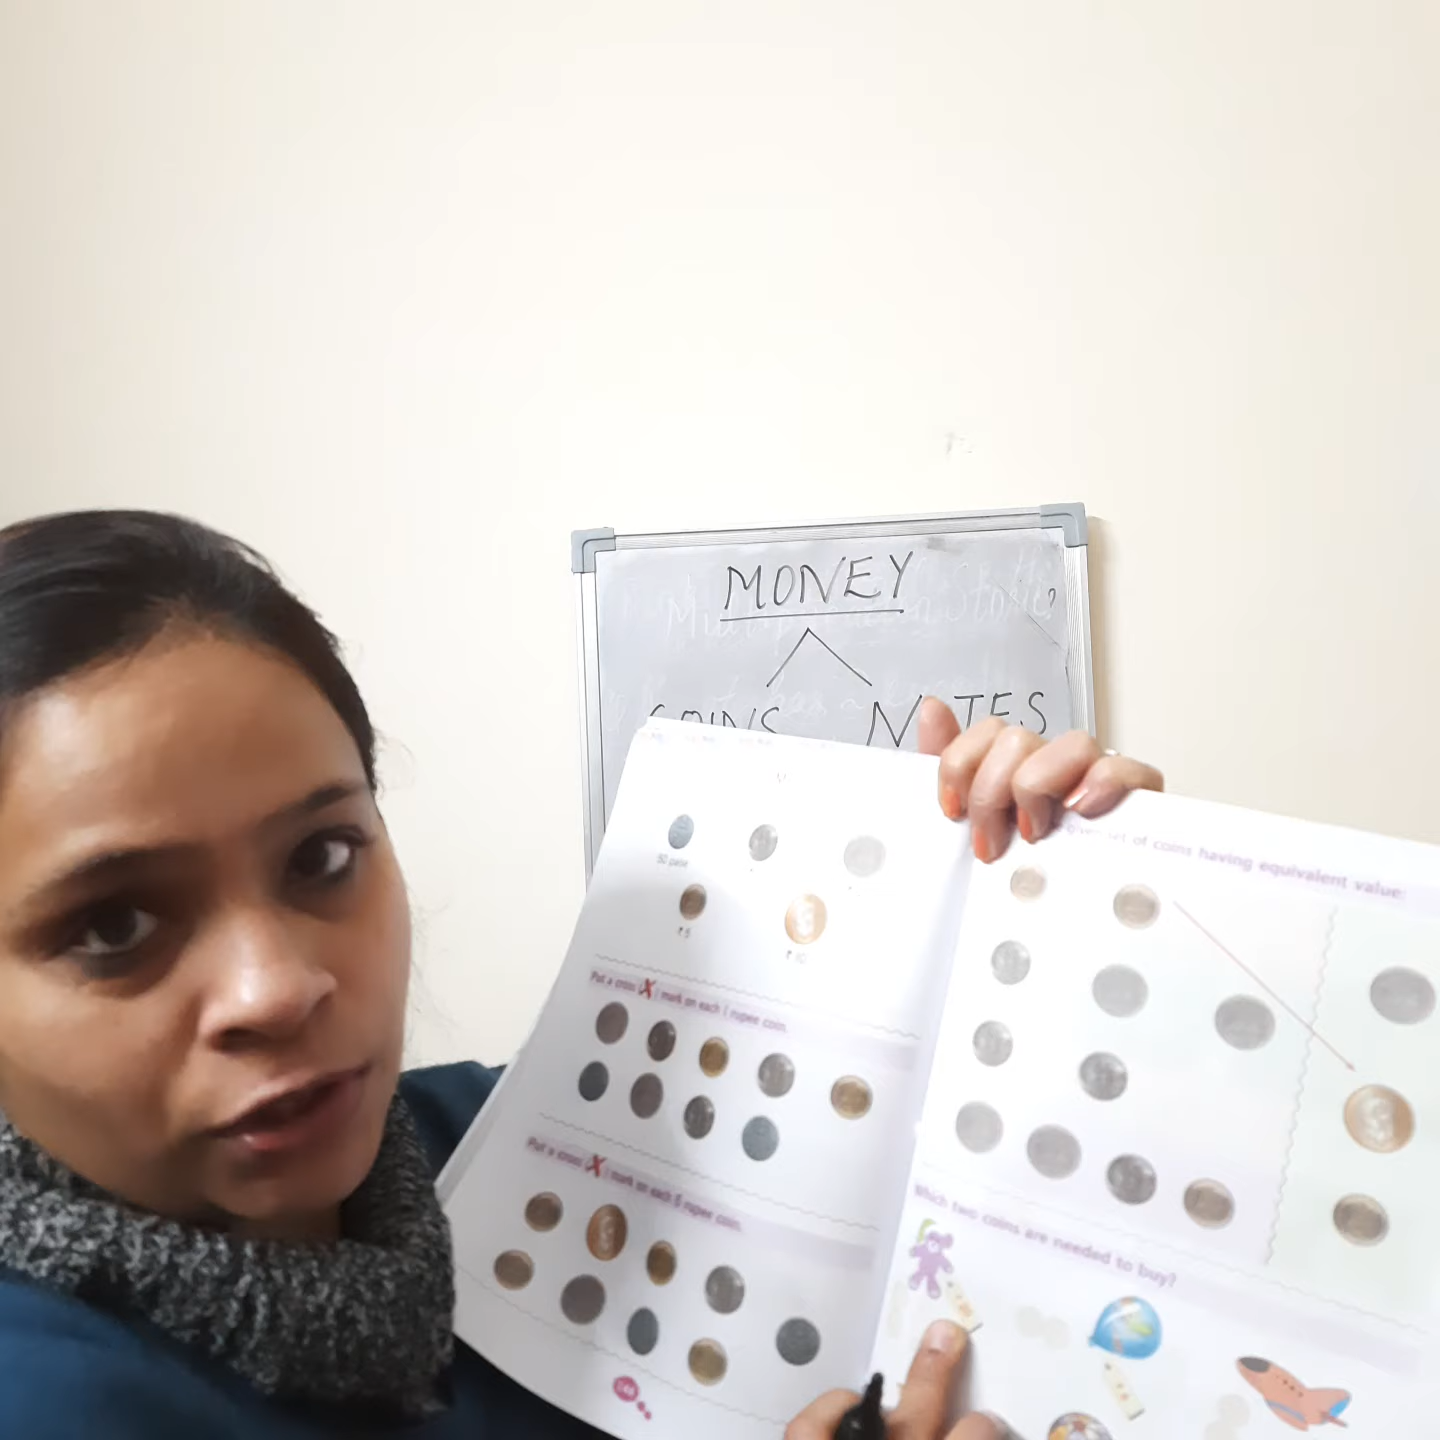 MONEY
COINS NOTES
50 paise
₹ 5
₹ 10
Put a cross (X) mark on each 1 rupee coin.
Put a cross (X) mark on each 5 rupee coin.
given set of coins having equivalent value:
Which two coins are needed to buy?